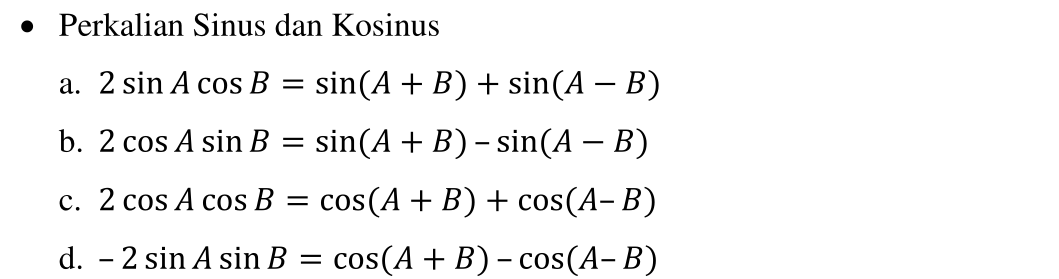 • Perkalian Sinus dan Kosinus
a. 2 sin A cos B = sin(A + B) + sin(A − B)
b. 2 cos A sin B = sin(A + B) – sin(A − B)
c. 2 cos A cos B = cos(A + B) + cos(A– B)
d. – 2 sin A sin B = cos(A + B) – cos(A– B)